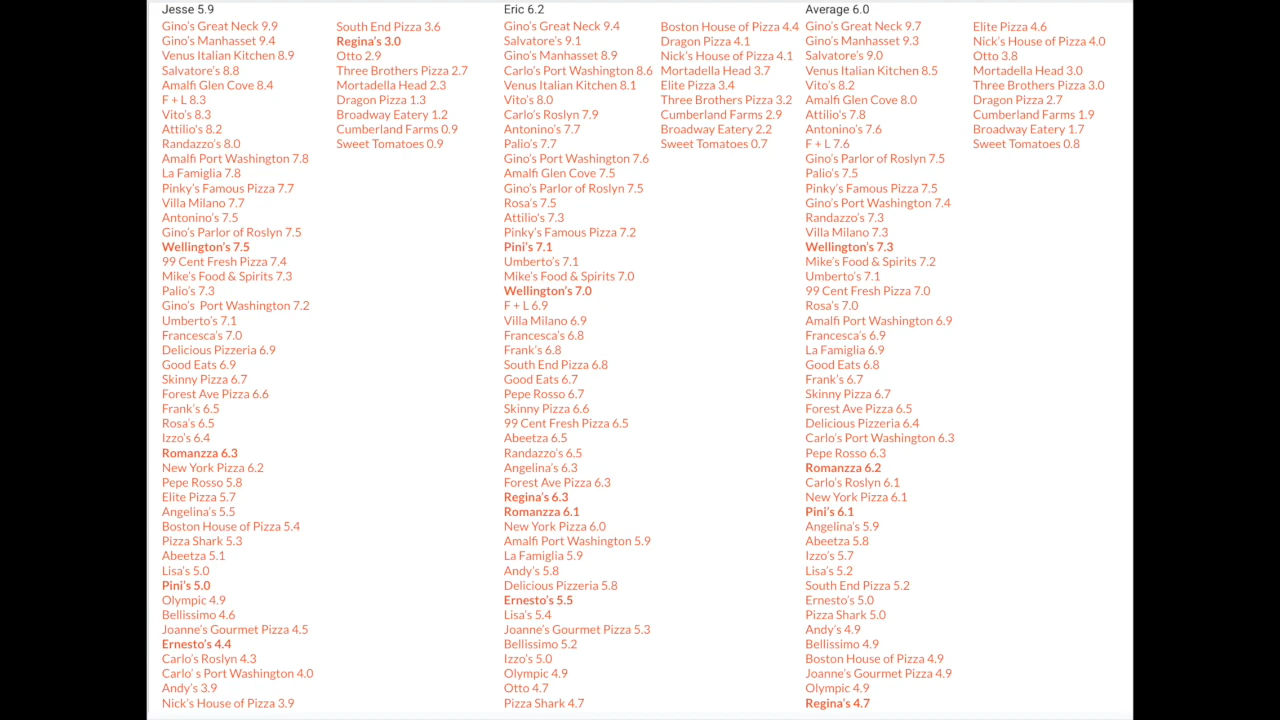 Jesse 5.9
Gino's Great Neck 9.9
Gino's Manhasset 9.4
Venus Italian Kitchen 8.9
Salvatore's 8.8
Amalfi Glen Cove 8.4
F + L 8.3
Vito's 8.3
Attilio's 8.2
Randazzo's 8.0
Amalfi Port Washington 7.8
La Famiglia 7.8
Pinky's Famous Pizza 7.7
Villa Milano 7.7
Antonino's 7.5
Gino's Parlor of Roslyn 7.5
Wellington's 7.5
99 Cent Fresh Pizza 7.4
Mike's Food & Spirits 7.3
Palio's 7.3
Gino's  Port Washington 7.2
Umberto's 7.1
Francesca's 7.0
Delicious Pizzeria 6.9
Good Eats 6.9
Skinny Pizza 6.7
Forest Ave Pizza 6.6
Frank's 6.5
Rosa's 6.5
Izzo's 6.4
Romanzza 6.3
New York Pizza 6.2
Pepe Rosso 5.8
Elite Pizza 5.7
Angelina's 5.5
Boston House of Pizza 5.4
Pizza Shark 5.3
Abeetza 5.1
Lisa's 5.0
Pini's 5.0
Olympic 4.9
Bellissimo 4.6
Joanne's Gourmet Pizza 4.5
Ernesto's 4.4
Carlo's Roslyn 4.3
Carlo' s Port Washington 4.0
Andy's 3.9
Nick's House of Pizza 3.9
South End Pizza 3.6
Regina's 3.0
Otto 2.9
Three Brothers Pizza 2.7
Mortadella Head 2.3
Dragon Pizza 1.3
Broadway Eatery 1.2
Cumberland Farms 0.9
Sweet Tomatoes 0.9
Eric 6.2
Gino's Great Neck 9.4
Salvatore's 9.1
Gino's Manhasset 8.9
Carlo's Port Washington 8.6
Venus Italian Kitchen 8.1
Vito's 8.0
Carlo's Roslyn 7.9
Antonino's 7.7
Palio's 7.7
Gino's Port Washington 7.6
Amalfi Glen Cove 7.5
Gino's Parlor of Roslyn 7.5
Rosa's 7.5
Attilio's 7.3
Pinky's Famous Pizza 7.2
Pini's 7.1
Umberto's 7.1
Mike's Food & Spirits 7.0
Wellington's 7.0
F + L 6.9
Villa Milano 6.9
Francesca's 6.8
Frank's 6.8
South End Pizza 6.8
Good Eats 6.7
Pepe Rosso 6.7
Skinny Pizza 6.6
99 Cent Fresh Pizza 6.5
Abeetza 6.5
Randazzo's 6.5
Angelina's 6.3
Forest Ave Pizza 6.3
Regina's 6.3
Romanzza 6.1
New York Pizza 6.0
Amalfi Port Washington 5.9
La Famiglia 5.9
Andy's 5.8
Delicious Pizzeria 5.8
Ernesto's 5.5
Lisa's 5.4
Joanne's Gourmet Pizza 5.3
Bellissimo 5.2
Izzo's 5.0
Olympic 4.9
Otto 4.7
Pizza Shark 4.7
Boston House of Pizza 4.4
Dragon Pizza 4.1
Nick's House of Pizza 4.1
Mortadella Head 3.7
Elite Pizza 3.4
Three Brothers Pizza 3.2
Cumberland Farms 2.9
Broadway Eatery 2.2
Sweet Tomatoes 0.7
Average 6.0
Gino's Great Neck 9.7
Gino's Manhasset 9.3
Salvatore's 9.0
Venus Italian Kitchen 8.5
Vito's 8.2
Amalfi Glen Cove 8.0
Attilio's 7.8
Antonino's 7.6
F + L 7.6
Gino's Parlor of Roslyn 7.5
Palio's 7.5
Pinky's Famous Pizza 7.5
Gino's Port Washington 7.4
Randazzo's 7.3
Villa Milano 7.3
Wellington's 7.3
Mike's Food & Spirits 7.2
Umberto's 7.1
99 Cent Fresh Pizza 7.0
Rosa's 7.0
Amalfi Port Washington 6.9
Francesca's 6.9
La Famiglia 6.9
Good Eats 6.8
Frank's 6.7
Skinny Pizza 6.7
Forest Ave Pizza 6.5
Delicious Pizzeria 6.4
Carlo's Port Washington 6.3
Pepe Rosso 6.3
Romanzza 6.2
Carlo's Roslyn 6.1
New York Pizza 6.1
Pini's 6.1
Angelina's 5.9
Abeetza 5.8
Izzo's 5.7
Lisa's 5.2
South End Pizza 5.2
Ernesto's 5.0
Pizza Shark 5.0
Andy's 4.9
Bellissimo 4.9
Boston House of Pizza 4.9
Joanne's Gourmet Pizza 4.9
Olympic 4.9
Regina's 4.7
Elite Pizza 4.6
Nick's House of Pizza 4.0
Otto 3.8
Mortadella Head 3.0
Three Brothers Pizza 3.0
Dragon Pizza 2.7
Cumberland Farms 1.9
Broadway Eatery 1.7
Sweet Tomatoes 0.8